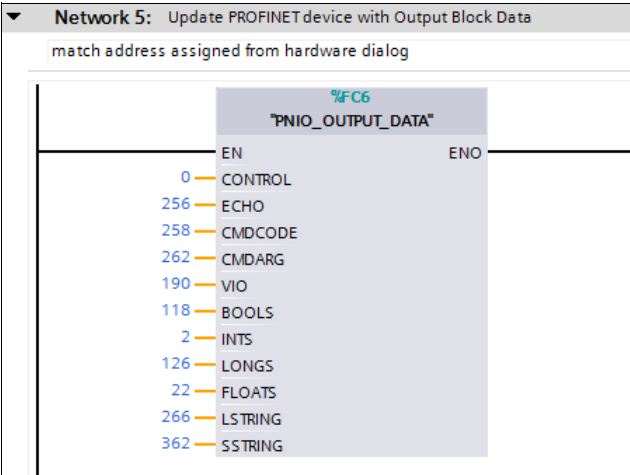 Network 5: Update PROFINET device with Output Block Data
match address assigned from hardware dialog
%FC6
"PNIO_OUTPUT_DATA"
EN ENO
0 CONTROL
256 ECHO
258 CMDCODE
262 CMDARG
190 VIO
118 BOOLS
2 INTS
126 LONGS
22 FLOATS
266 LSTRING
362 SSTRING